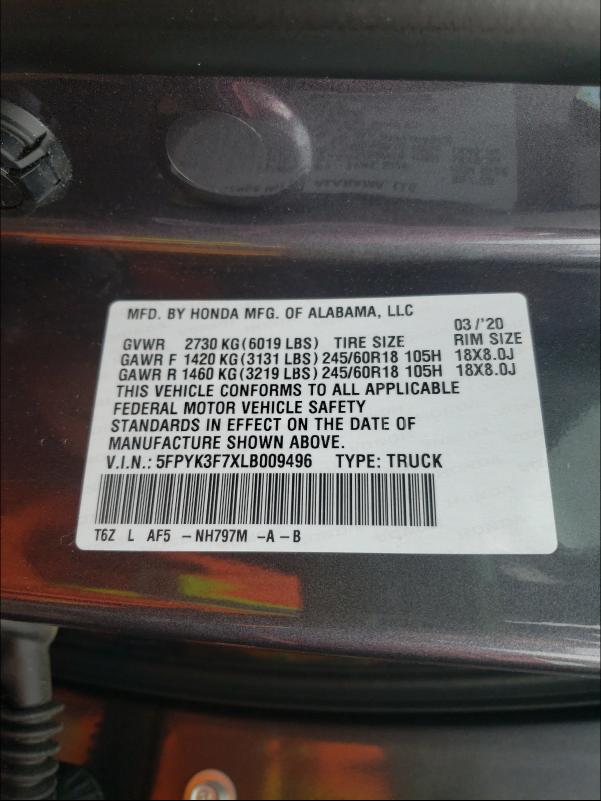 MFD. BY HONDA MFG. OF ALABAMA, LLC
03 /'20
GVWR 2730 KG (6019 LBS) TIRE SIZE RIM SIZE
GAWR F 1420 KG (3131 LBS) 245/60R18 105H 18X8.0J
GAWR R 1460 KG (3219 LBS) 245/60R18 105H 18X8.0J
THIS VEHICLE CONFORMS TO ALL APPLICABLE
FEDERAL MOTOR VEHICLE SAFETY
STANDARDS IN EFFECT ON THE DATE OF
MANUFACTURE SHOWN ABOVE.
V.I.N.: 5FPYK3F7XLB009496 TYPE: TRUCK
T6Z L AF5 -NH797M -A -B